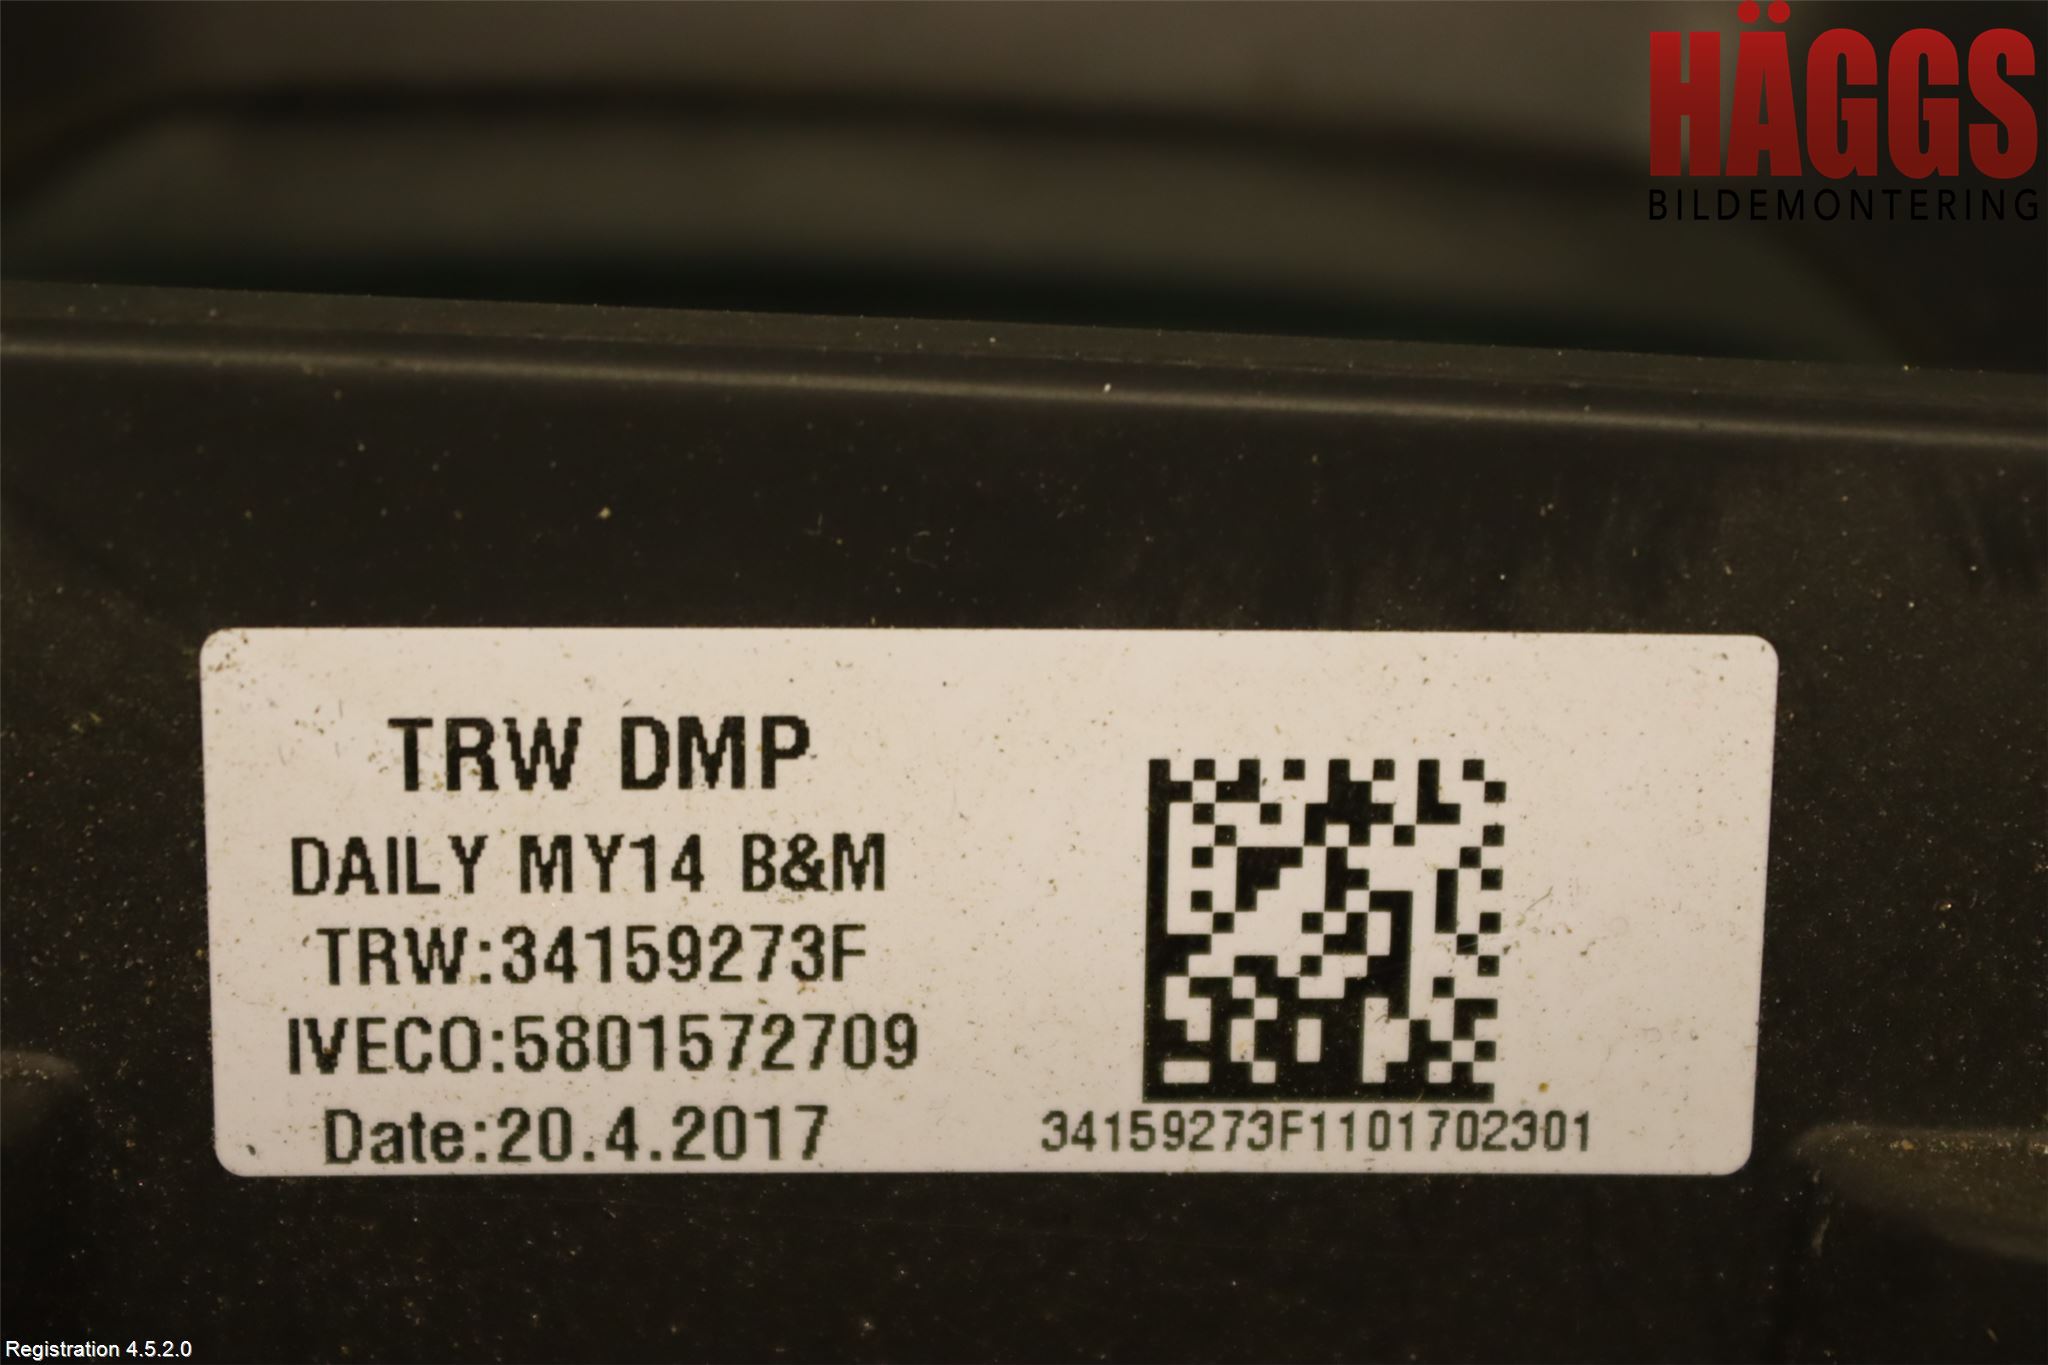 HÄGGS
BILDEMONTERING
TRW DMP
DAILY MY14 B&M
TRW:34159273F
IVECO:5801572709
Date:20.4.2017
34159273F1101702301
Registration 4.5.2.0